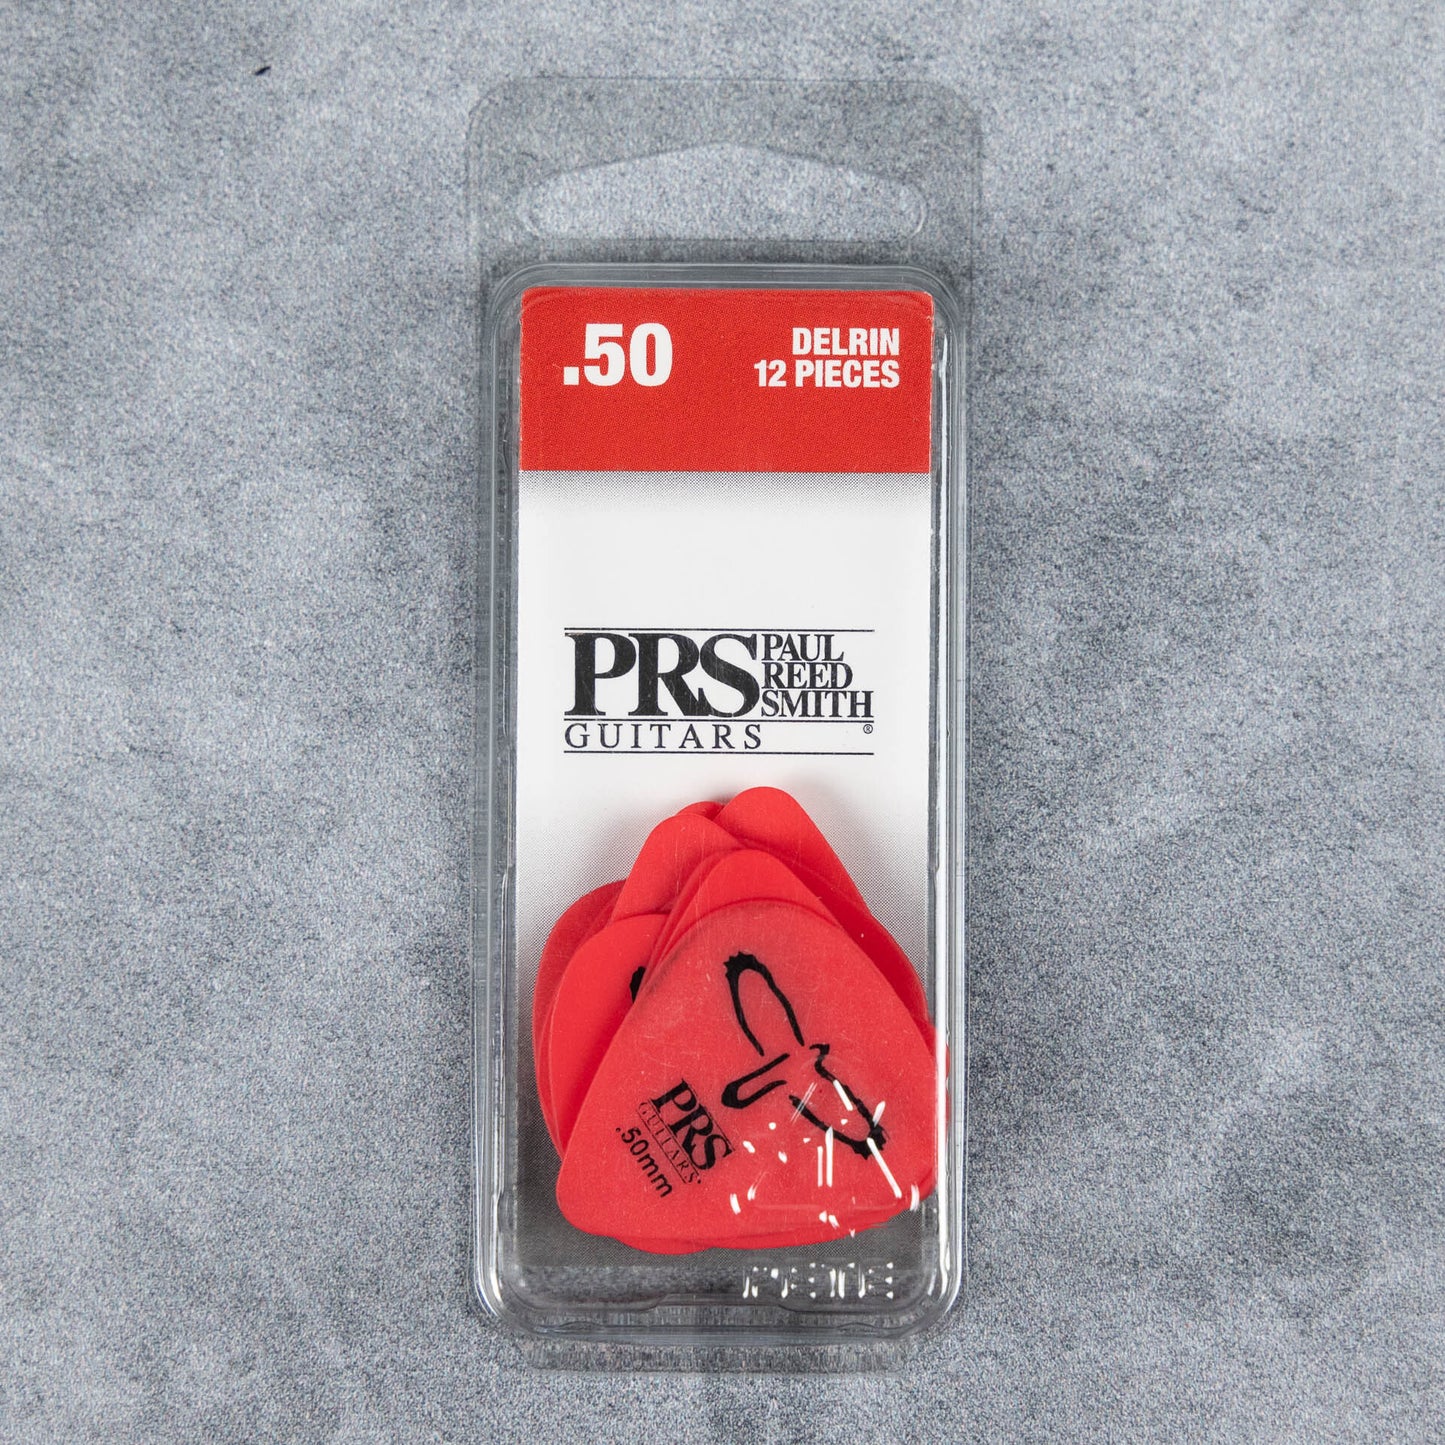 .50
DELRIN
12 PIECES
PRS
PAUL
REED
SMITH
GUITARS
®
PRS
GUITARS
.50mm